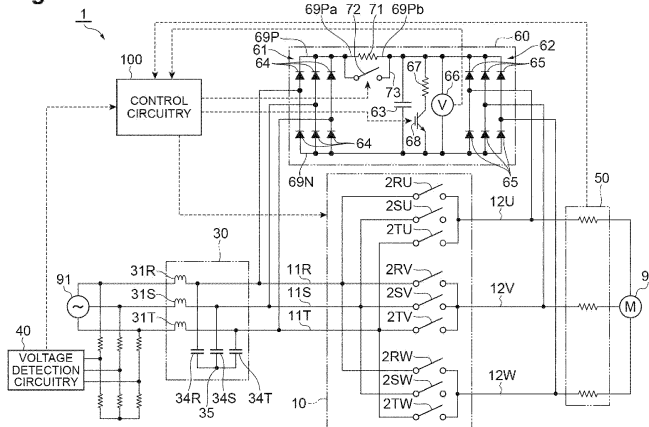 1
69Pa 72 71 69Pb
60
69P
61
62
100
64
65
67
66
CONTROL CIRCUITRY
63
73
V
68
64
65
69N
2RU
2SU
2TU
12U
50
30
31R
11R
91
31S
11S
31T
11T
2RV
2SV
2TV
12V
9
M
40
VOLTAGE DETECTION CIRCUITRY
34R
35
34S
34T
10
2RW
2SW
2TW
12W